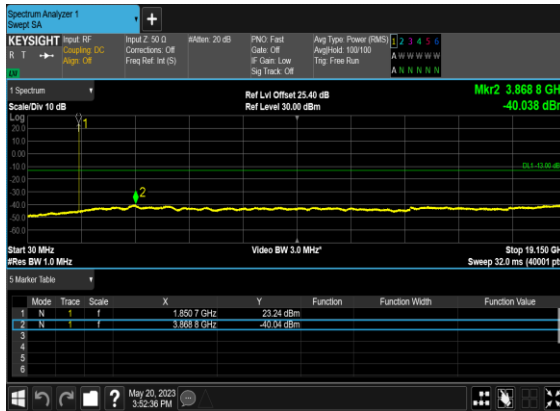 Spectrum Analyzer 1
Swept SA
+
KEYSIGHT Input: RF Input Z: 50 Ω #Atten: 20 dB PNO: Fast Avg Type: Power (RMS) 1 2 3 4 5 6
R T Coupling: DC Corrections: Off Gate: Off Avg|Hold: 100/100 A W W W W W
Align: Off Freq Ref: Int (S) IF Gain: Low Trig: Free Run
Sig Track: Off A N N N N N
1 Spectrum Ref Lvl Offset 25.40 dB Mkr2 3.868 8 GH
Scale/Div 10 dB Ref Level 30.00 dBm -40.038 dB
Log
20.0
10.0
0.00
-10.0
-20.0
-30.0
-40.0
-50.0
-60.0
1
DL1 -13.00 dB
2
Start 30 MHz Video BW 3.0 MHz* Stop 19.150 GH
#Res BW 1.0 MHz Sweep 32.0 ms (40001 pt
5 Marker Table
Mode Trace Scale X Y Function Function Width Function Value
1 N 1 f 1.850 7 GHz 23.24 dBm
2 N 1 f 3.868 8 GHz -40.04 dBm
3
4
5
6
? May 20, 2023
3:52:36 PM